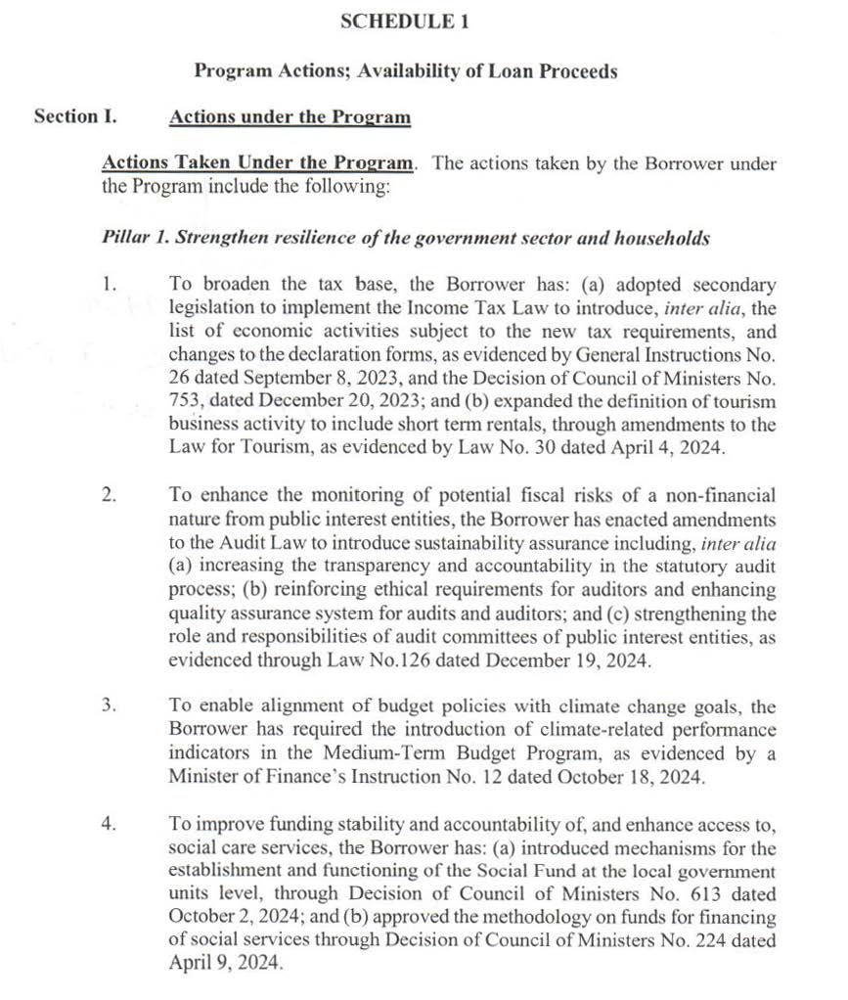 SCHEDULE 1
Program Actions; Availability of Loan Proceeds
Section I. Actions under the Program
Actions Taken Under the Program. The actions taken by the Borrower under
the Program include the following:
Pillar 1. Strengthen resilience of the government sector and households
1. To broaden the tax base, the Borrower has: (a) adopted secondary
legislation to implement the Income Tax Law to introduce, inter alia, the
list of economic activities subject to the new tax requirements, and
changes to the declaration forms, as evidenced by General Instructions No.
26 dated September 8, 2023, and the Decision of Council of Ministers No.
753, dated December 20, 2023; and (b) expanded the definition of tourism
business activity to include short term rentals, through amendments to the
Law for Tourism, as evidenced by Law No. 30 dated April 4, 2024.
2. To enhance the monitoring of potential fiscal risks of a non-financial
nature from public interest entities, the Borrower has enacted amendments
to the Audit Law to introduce sustainability assurance including, inter alia
(a) increasing the transparency and accountability in the statutory audit
process; (b) reinforcing ethical requirements for auditors and enhancing
quality assurance system for audits and auditors; and (c) strengthening the
role and responsibilities of audit committees of public interest entities, as
evidenced through Law No.126 dated December 19, 2024.
3. To enable alignment of budget policies with climate change goals, the
Borrower has required the introduction of climate-related performance
indicators in the Medium-Term Budget Program, as evidenced by a
Minister of Finance's Instruction No. 12 dated October 18, 2024.
4. To improve funding stability and accountability of, and enhance access to,
social care services, the Borrower has: (a) introduced mechanisms for the
establishment and functioning of the Social Fund at the local government
units level, through Decision of Council of Ministers No. 613 dated
October 2, 2024; and (b) approved the methodology on funds for financing
of social services through Decision of Council of Ministers No. 224 dated
April 9, 2024.